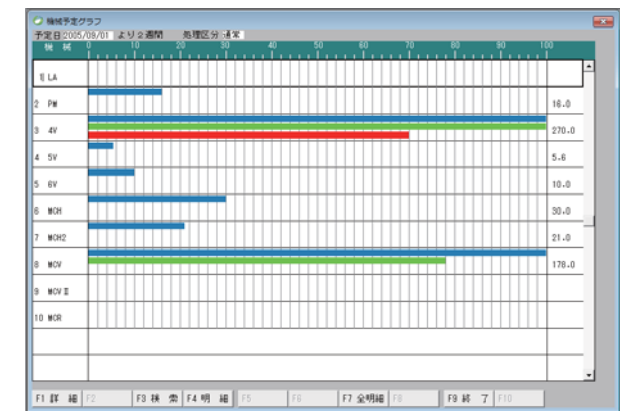 機械予定グラフ
予定日 2005/09/01 より2週間 処理区分 通常
機 械 0 10 20 30 40 50 60 70 80 90 100
1 LA
2 PM 16.0
3 4V 270.0
4 5V 5.6
5 6V 10.0
6 MCH 30.0
7 MCH2 21.0
8 MCV 178.0
9 MCVⅡ
10 MCR
F1 詳 細 F2 F3 検 索 F4 明 細 F5 F6 F7 全明細 F8 F9 終 了 F10